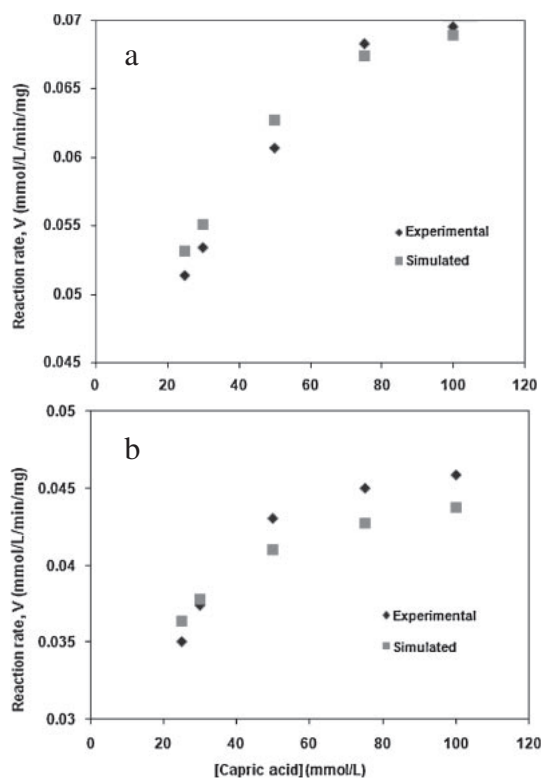 0.07
a
0.065
0.06
0.055
0.05
0.045
Reaction rate, V (mmol/L/min/mg)
Experimental
Simulated
0 20 40 60 80 100 120
0.05
b
0.045
0.04
0.035
0.03
Reaction rate, V (mmol/L/min/mg)
Experimental
Simulated
0 20 40 60 80 100 120
[Capric acid](mmol/L)